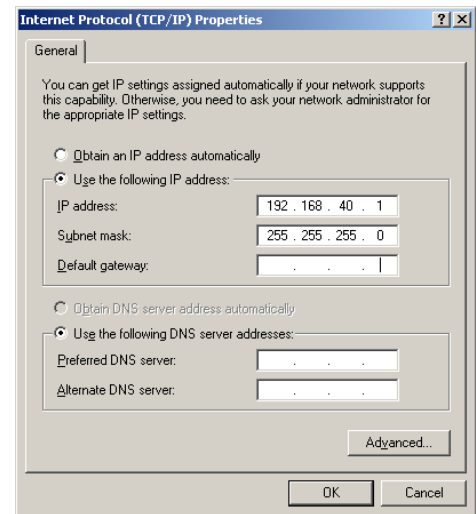 Internet Protocol (TCP/IP) Properties
General
You can get IP settings assigned automatically if your network supports
this capability. Otherwise, you need to ask your network administrator for
the appropriate IP settings.
Obtain an IP address automatically
Use the following IP address:
IP address: 192 . 168 . 40 . 1
Subnet mask: 255 . 255 . 255 . 0
Default gateway: . . .
Obtain DNS server address automatically
Use the following DNS server addresses:
Preferred DNS server: . . .
Alternate DNS server: . . .
Advanced...
OK Cancel